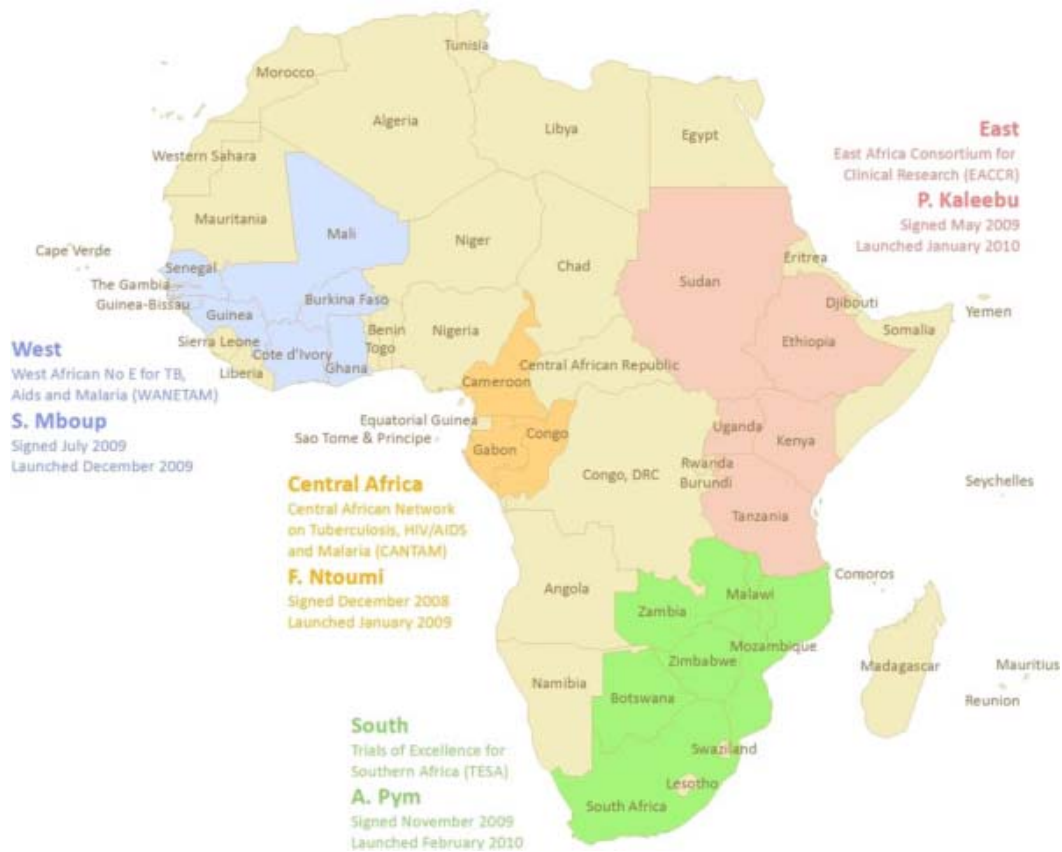 Tunisia
Morocco
Algeria
Libya
Egypt
Western Sahara
Mauritania
Mali
Niger
Chad
Sudan
Eritrea
Cape Verde
Senegal
The Gambia
Guinea-Bissau
Guinea
Burkina Faso
Benin
Togo
Nigeria
Djibouti
Yemen
Somalia
Ethiopia
Sierra Leone
Liberia
Cote d'Ivory
Ghana
Cameroon
Central African Republic
Equatorial Guinea
Sao Tome & Principe
Gabon
Congo
Congo, DRC
Uganda
Kenya
Rwanda
Burundi
Tanzania
Seychelles
Comoros
Angola
Zambia
Malawi
Mozambique
Zimbabwe
Madagascar
Mauritius
Reunion
Namibia
Botswana
Swaziland
Lesotho
South Africa
East
East Africa Consortium for
Clinical Research (EACCR)
P. Kaleebu
Signed May 2009
Launched January 2010
West
West African No E for TB,
Aids and Malaria (WANETAM)
S. Mboup
Signed July 2009
Launched December 2009
Central Africa
Central African Network
on Tuberculosis, HIV/AIDS
and Malaria (CANTAM)
F. Ntoumi
Signed December 2008
Launched January 2009
South
Trials of Excellence for
Southern Africa (TESA)
A. Pym
Signed November 2009
Launched February 2010